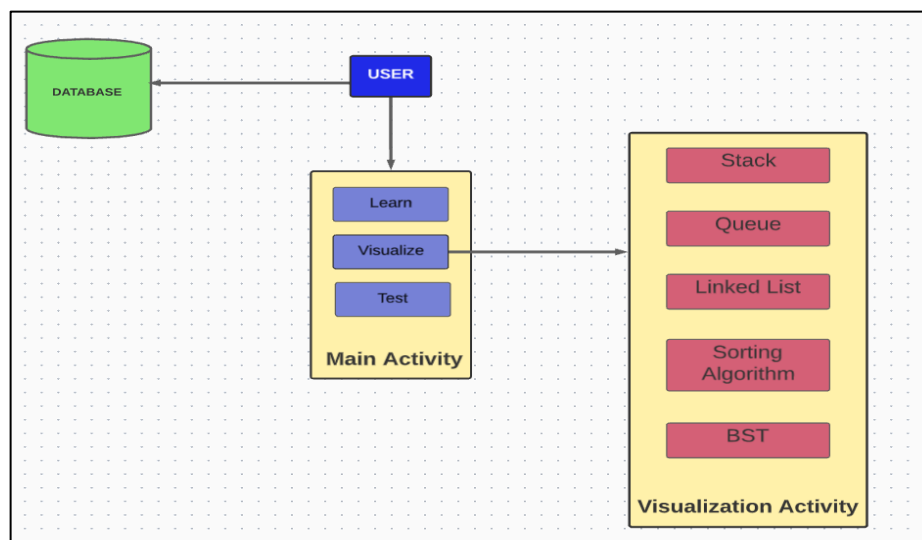 DATABASE
USER
Learn
Visualize
Test
Main Activity
Stack
Queue
Linked List
Sorting
Algorithm
BST
Visualization Activity